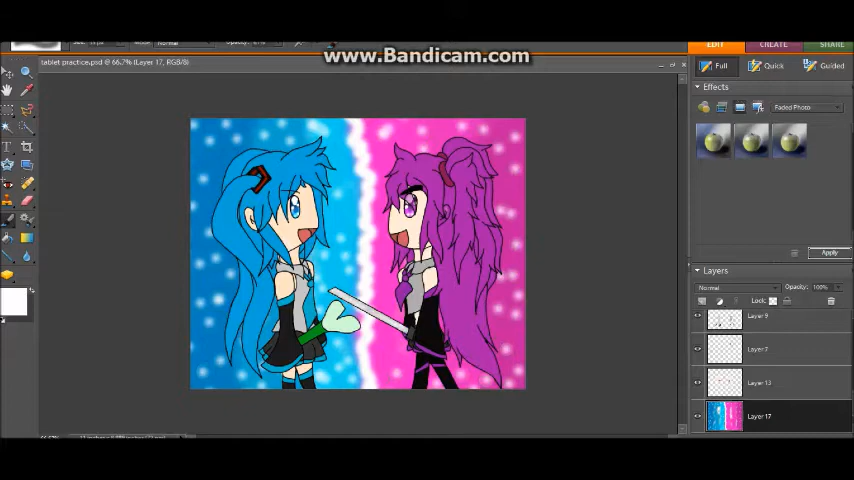 www.Bandicam.com
Normal
EDIT CREATE SHARE
tablet practice.psd @ 66.7% (Layer 17, RGB/8)
Full Quick Guided
Effects
Faded Photo
Apply
Layers
Normal Opacity: 100%
Lock:
Layer 9
Layer 7
Layer 13
Layer 17